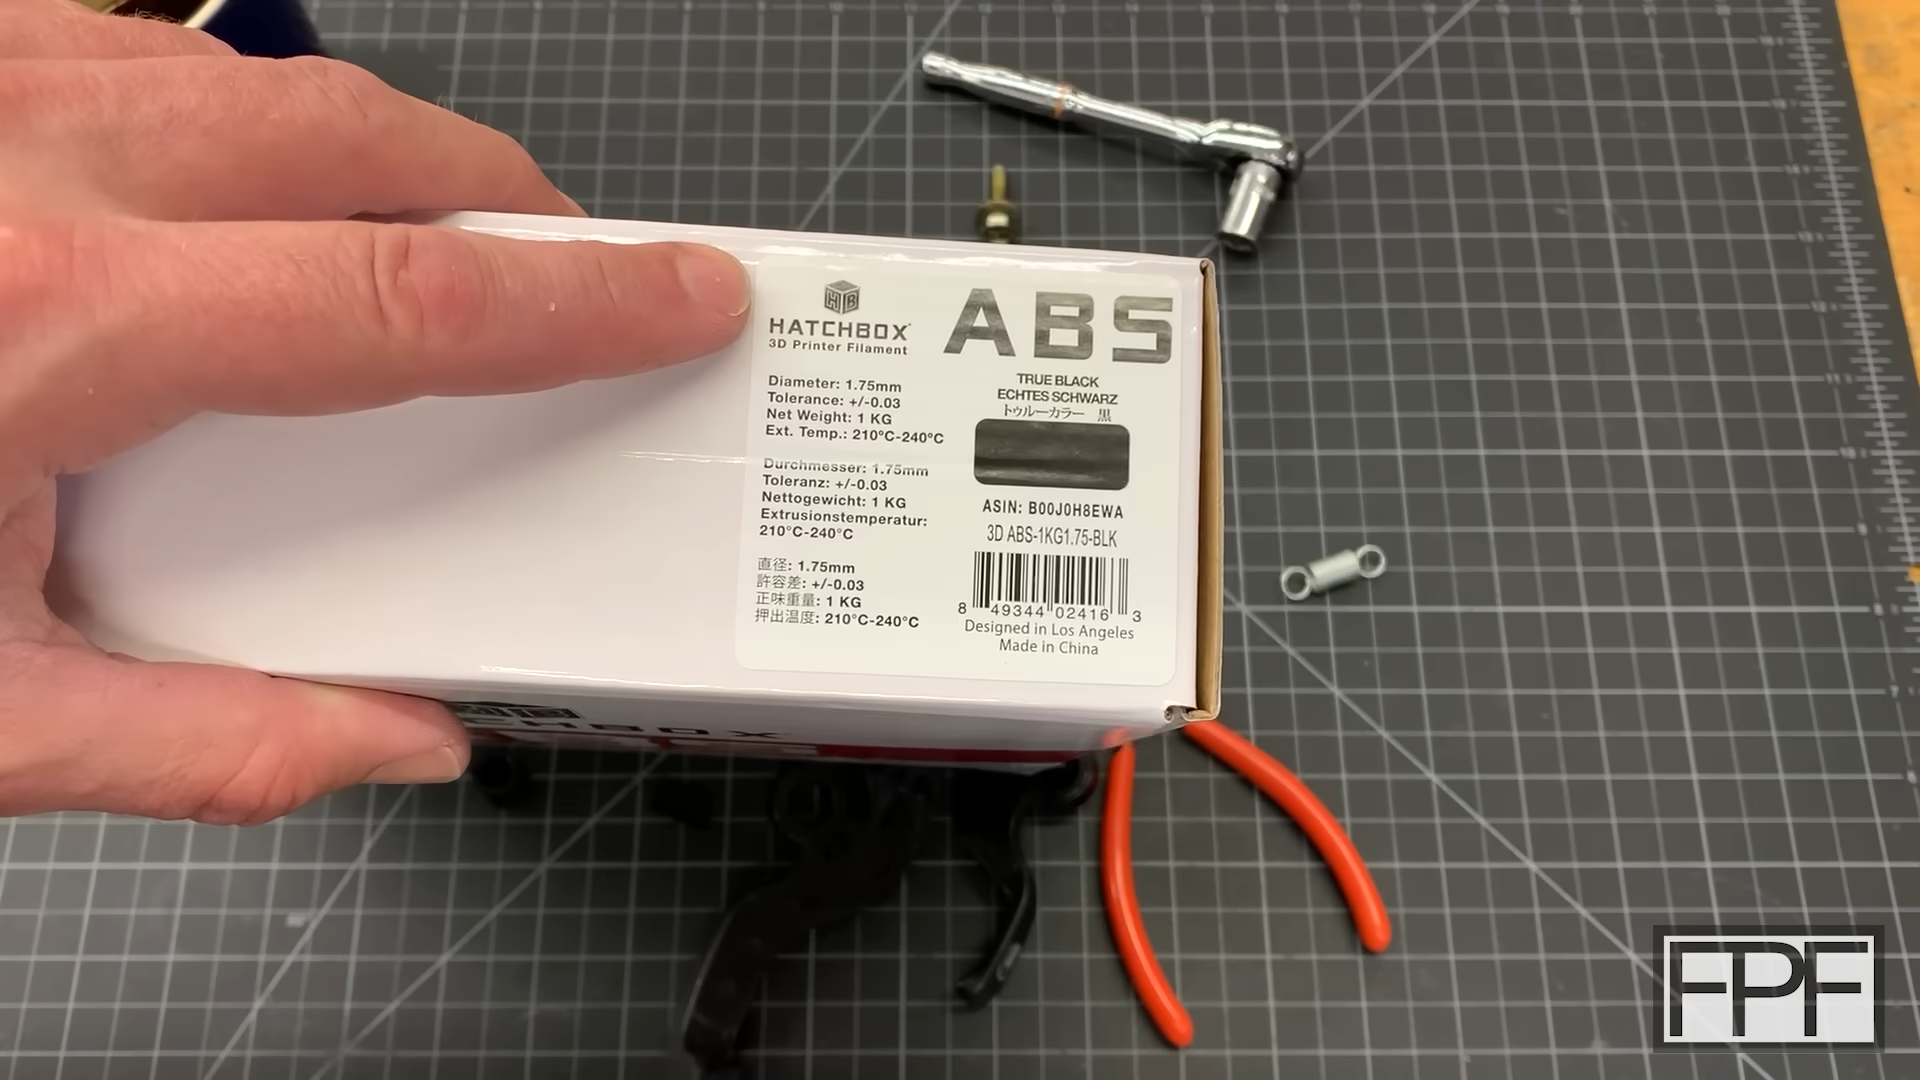 HB
HATCHBOX
3D Printer Filament
ABS
Diameter: 1.75mm
Tolerance: +/-0.03
Net Weight: 1 KG
Ext. Temp.: 210°C-240°C
Durchmesser: 1.75mm
Toleranz: +/-0.03
Nettogewicht: 1 KG
Extrusionstemperatur:
210°C-240°C
直径: 1.75mm
許容差: +/-0.03
正味重量: 1 KG
押出温度: 210°C-240°C
TRUE BLACK
ECHTES SCHWARZ
トゥルーカラー 黒
ASIN: B00J0H8EWA
3D ABS-1KG1.75-BLK
8 49344 02416 3
Designed in Los Angeles
Made in China
FPF